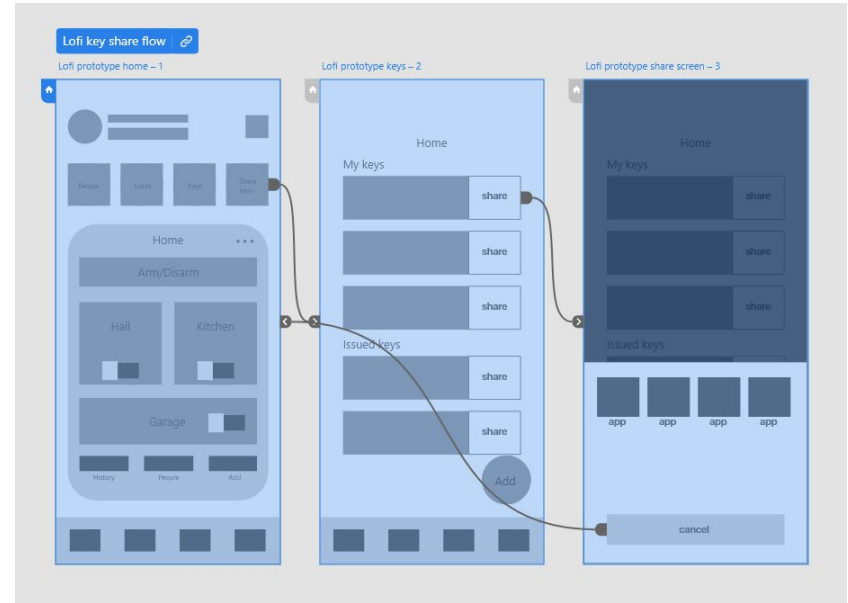 Lofi key share flow
Lofi prototype home – 1
People
Locks
Keys
Share keys
Home
Arm/Disarm
Hall
Kitchen
Garage
History
People
Add
Lofi prototype keys – 2
Home
My keys
share
share
share
Issued keys
share
share
Add
Lofi prototype share screen – 3
Home
My keys
share
share
share
Issued keys
app
app
app
app
cancel